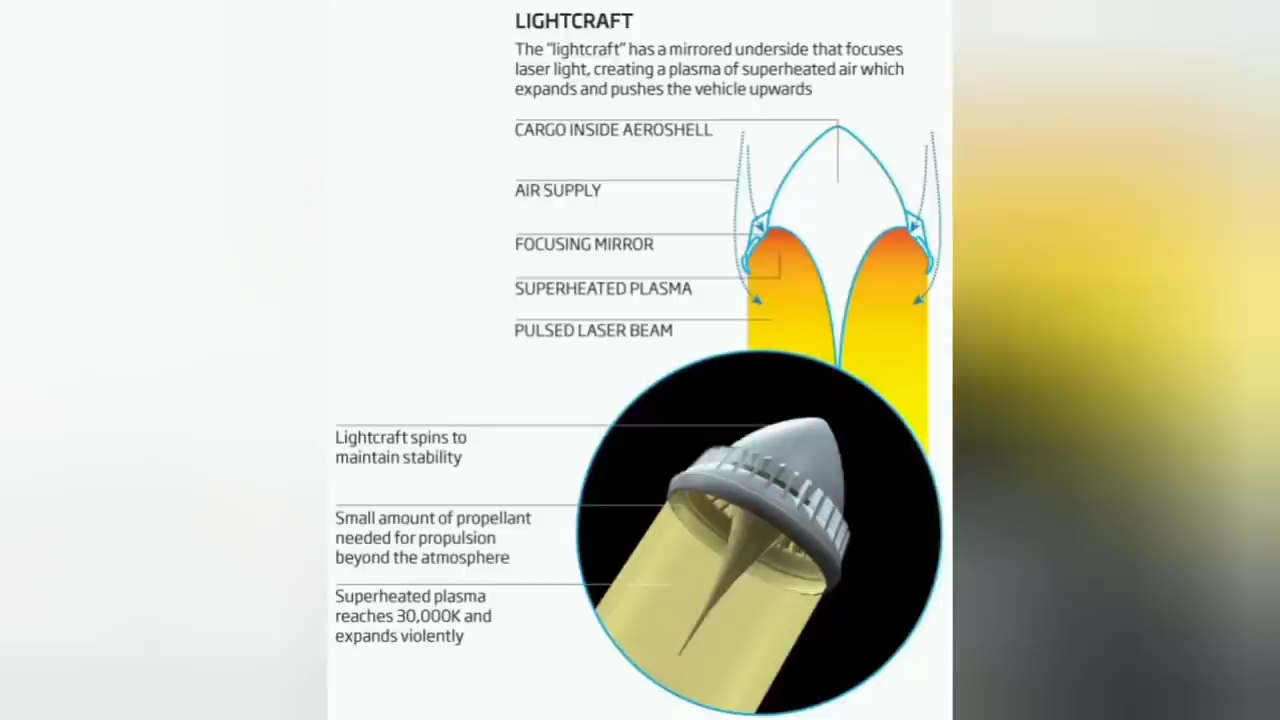 LIGHTCRAFT
The "lightcraft" has a mirrored underside that focuses
laser light, creating a plasma of superheated air which
expands and pushes the vehicle upwards
CARGO INSIDE AEROSHELL
AIR SUPPLY
FOCUSING MIRROR
SUPERHEATED PLASMA
PULSED LASER BEAM
Lightcraft spins to
maintain stability
Small amount of propellant
needed for propulsion
beyond the atmosphere
Superheated plasma
reaches 30,000K and
expands violently